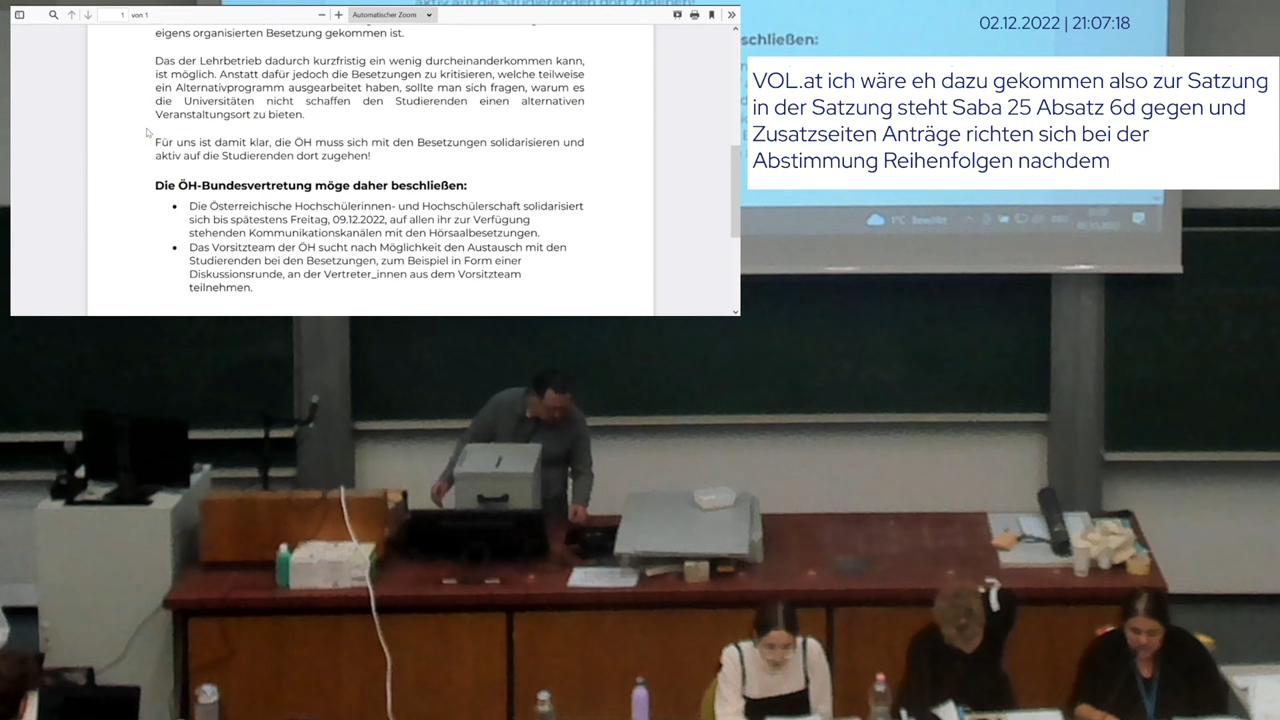 1 von 1
Automatischer Zoom
eigens organisierten Besetzung gekommen ist.
Das der Lehrbetrieb dadurch kurzfristig ein wenig durcheinanderkommen kann,
ist möglich. Anstatt dafür jedoch die Besetzungen zu kritisieren, welche teilweise
ein Alternativprogramm ausgearbeitet haben, sollte man sich fragen, warum es
die Universitäten nicht schaffen den Studierenden einen alternativen
Veranstaltungsort zu bieten.
Für uns ist damit klar, die ÖH muss sich mit den Besetzungen solidarisieren und
aktiv auf die Studierenden dort zugehen!
Die ÖH-Bundesvertretung möge daher beschließen:
• Die Österreichische Hochschülerinnen- und Hochschülerschaft solidarisiert
sich bis spätestens Freitag, 09.12.2022, auf allen ihr zur Verfügung
stehenden Kommunikationskanälen mit den Hörsaalbesetzungen.
• Das Vorsitzteam der ÖH sucht nach Möglichkeit den Austausch mit den
Studierenden bei den Besetzungen, zum Beispiel in Form einer
Diskussionsrunde, an der Vertreter_innen aus dem Vorsitzteam
teilnehmen.
02.12.2022 | 21:07:18
schließen:
VOL.at ich wäre eh dazu gekommen also zur Satzung
in der Satzung steht Saba 25 Absatz 6d gegen und
Zusatzseiten Anträge richten sich bei der
Abstimmung Reihenfolgen nachdem
1°C Bewölkt